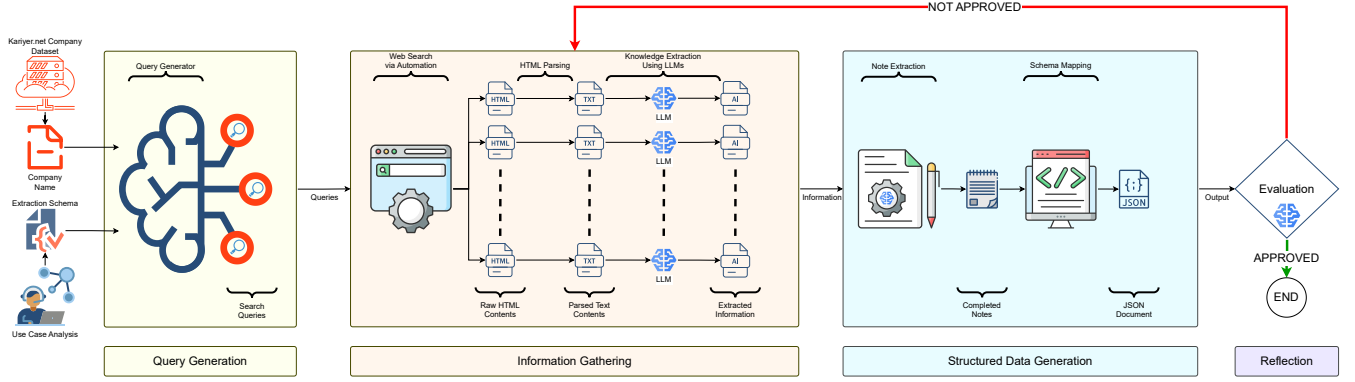 NOT APPROVED
Kariyer.net Company
Dataset
Company
Name
Extraction Schema
Use Case Analysis
Query Generator
Search
Queries
Queries
Web Search
via Automation
HTML Parsing
Knowledge Extraction
Using LLMs
HTML
TXT
LLM
AI
HTML
TXT
LLM
AI
HTML
TXT
LLM
AI
Raw HTML
Contents
Parsed Text
Contents
Extracted
Information
Information
Note Extraction
Schema Mapping
JSON
Completed
Notes
JSON
Document
Output
Evaluation
APPROVED
END
Query Generation
Information Gathering
Structured Data Generation
Reflection